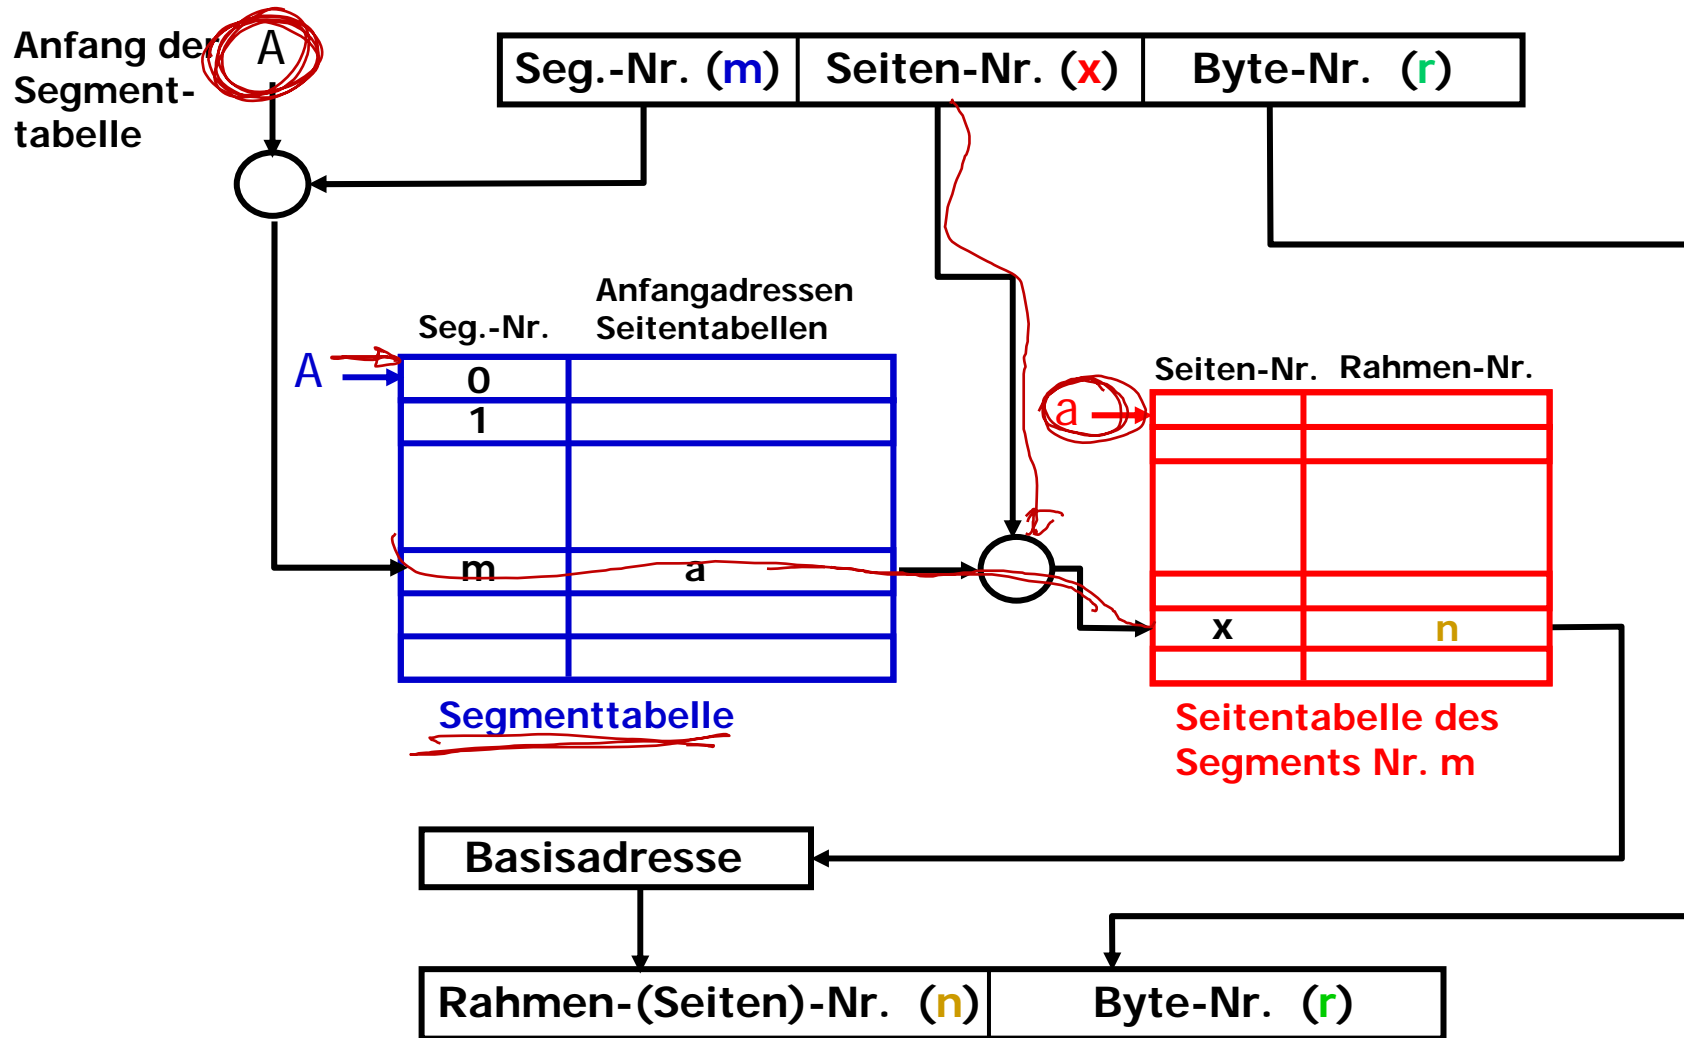 Anfang der
Segment-
tabelle
A
Seg.-Nr. (m)
Seiten-Nr. (x)
Byte-Nr. (r)
Seg.-Nr.
Anfangadressen
Seitentabellen
A
0
1
m
a
Segmenttabelle
a
Seiten-Nr.
Rahmen-Nr.
x
n
Seitentabelle des
Segments Nr. m
Basisadresse
Rahmen-(Seiten)-Nr. (n)
Byte-Nr. (r)